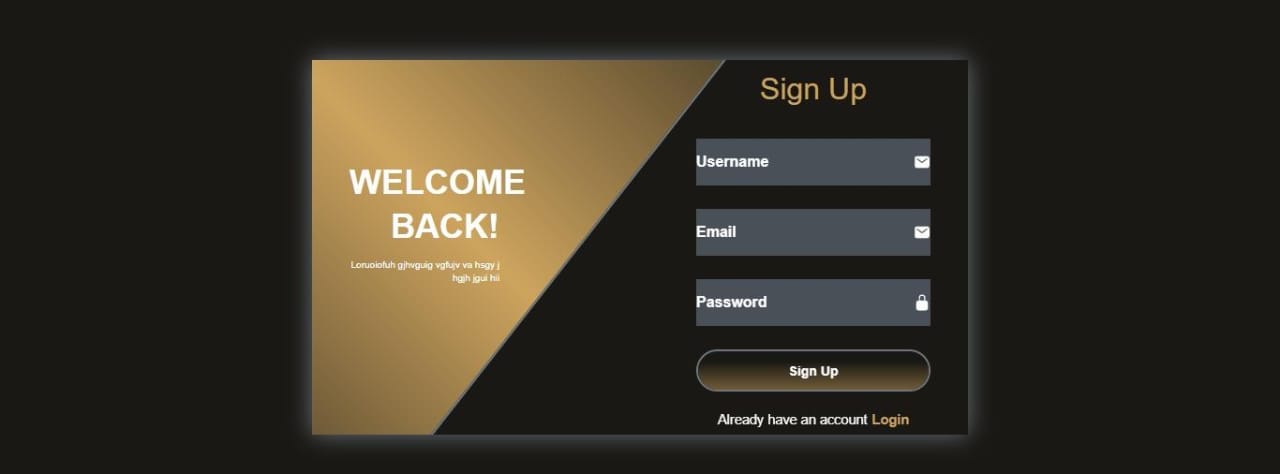 WELCOME
BACK!
Loruoiofuh gjhvguig vgfujv va hsgy j
hgjh jgui hii
Sign Up
Username
Email
Password
Sign Up
Already have an account Login